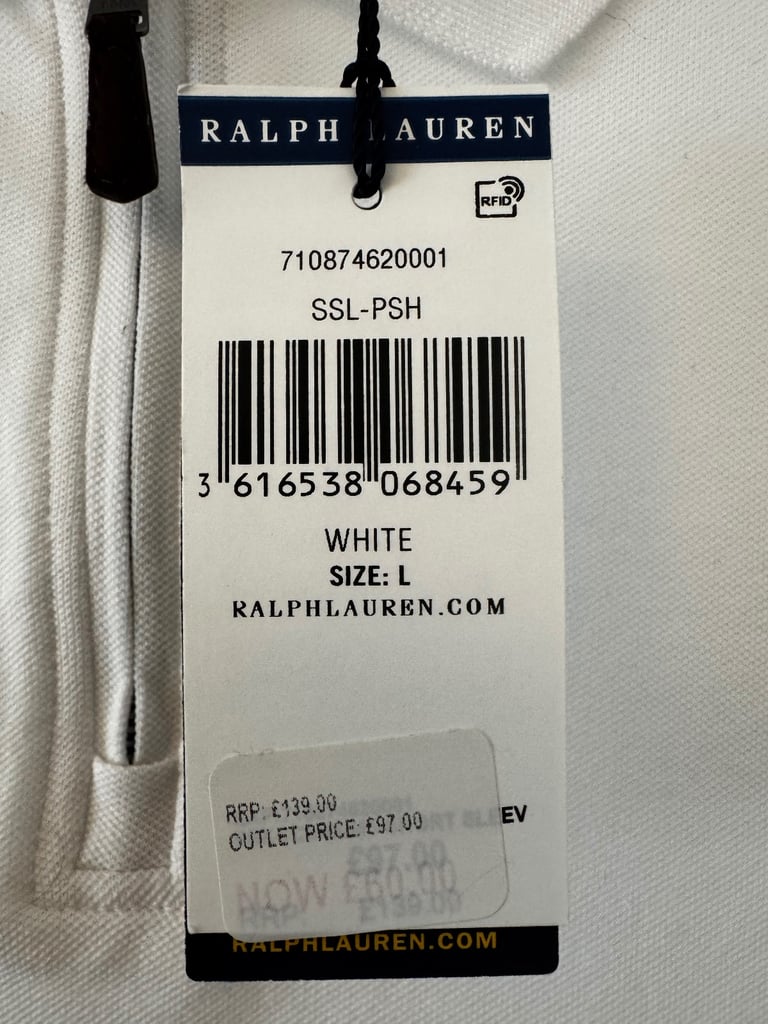 RALPH LAUREN
RFID
710874620001
SSL-PSH
3 616538 068459
WHITE
SIZE: L
RALPHLAUREN.COM
RRP: £139.00
OUTLET PRICE: £97.00
SLEEV
£97.00
NOW £60.00
RRP £139.00
RALPHLAUREN.COM